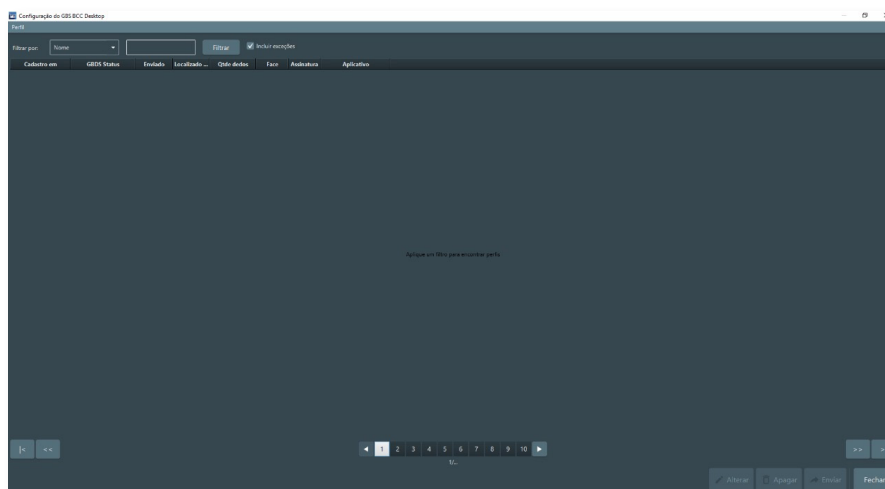 Configuração do GBS BCC Desktop
Perfil
Filtrar por: Nome Filtrar Incluir exceções
Cadastro em GBDS Status Enviado Localizado ... Qtde dedos Face Assinatura Aplicativo
Aplique um filtro para encontrar perfis
|< << ◀ 1 2 3 4 5 6 7 8 9 10 ▶ >> >
1/...
Alterar Apagar Enviar Fechar